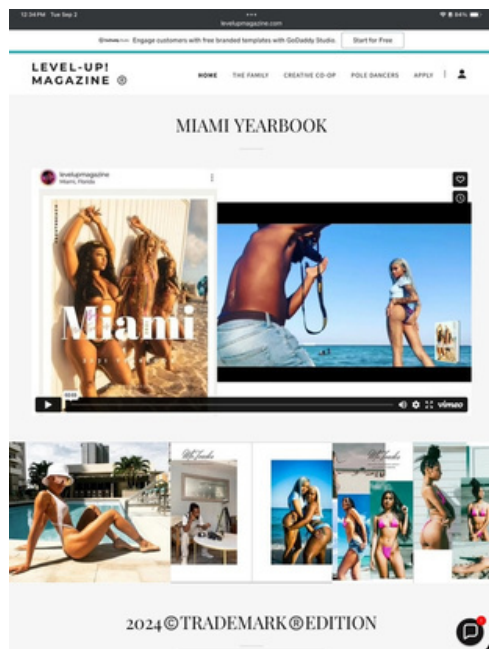 12:34 PM Tue Sep 2
84%
levelupmagazine.com
Engage customers with free branded templates with GoDaddy Studio.
Start for Free
LEVEL-UP!
MAGAZINE ®
HOME
THE FAMILY
CREATIVE CO-OP
POLE DANCERS
APPLY
MIAMI YEARBOOK
levelupmagazine
Miami, Florida
Miami
vimeo
2024©TRADEMARK®EDITION